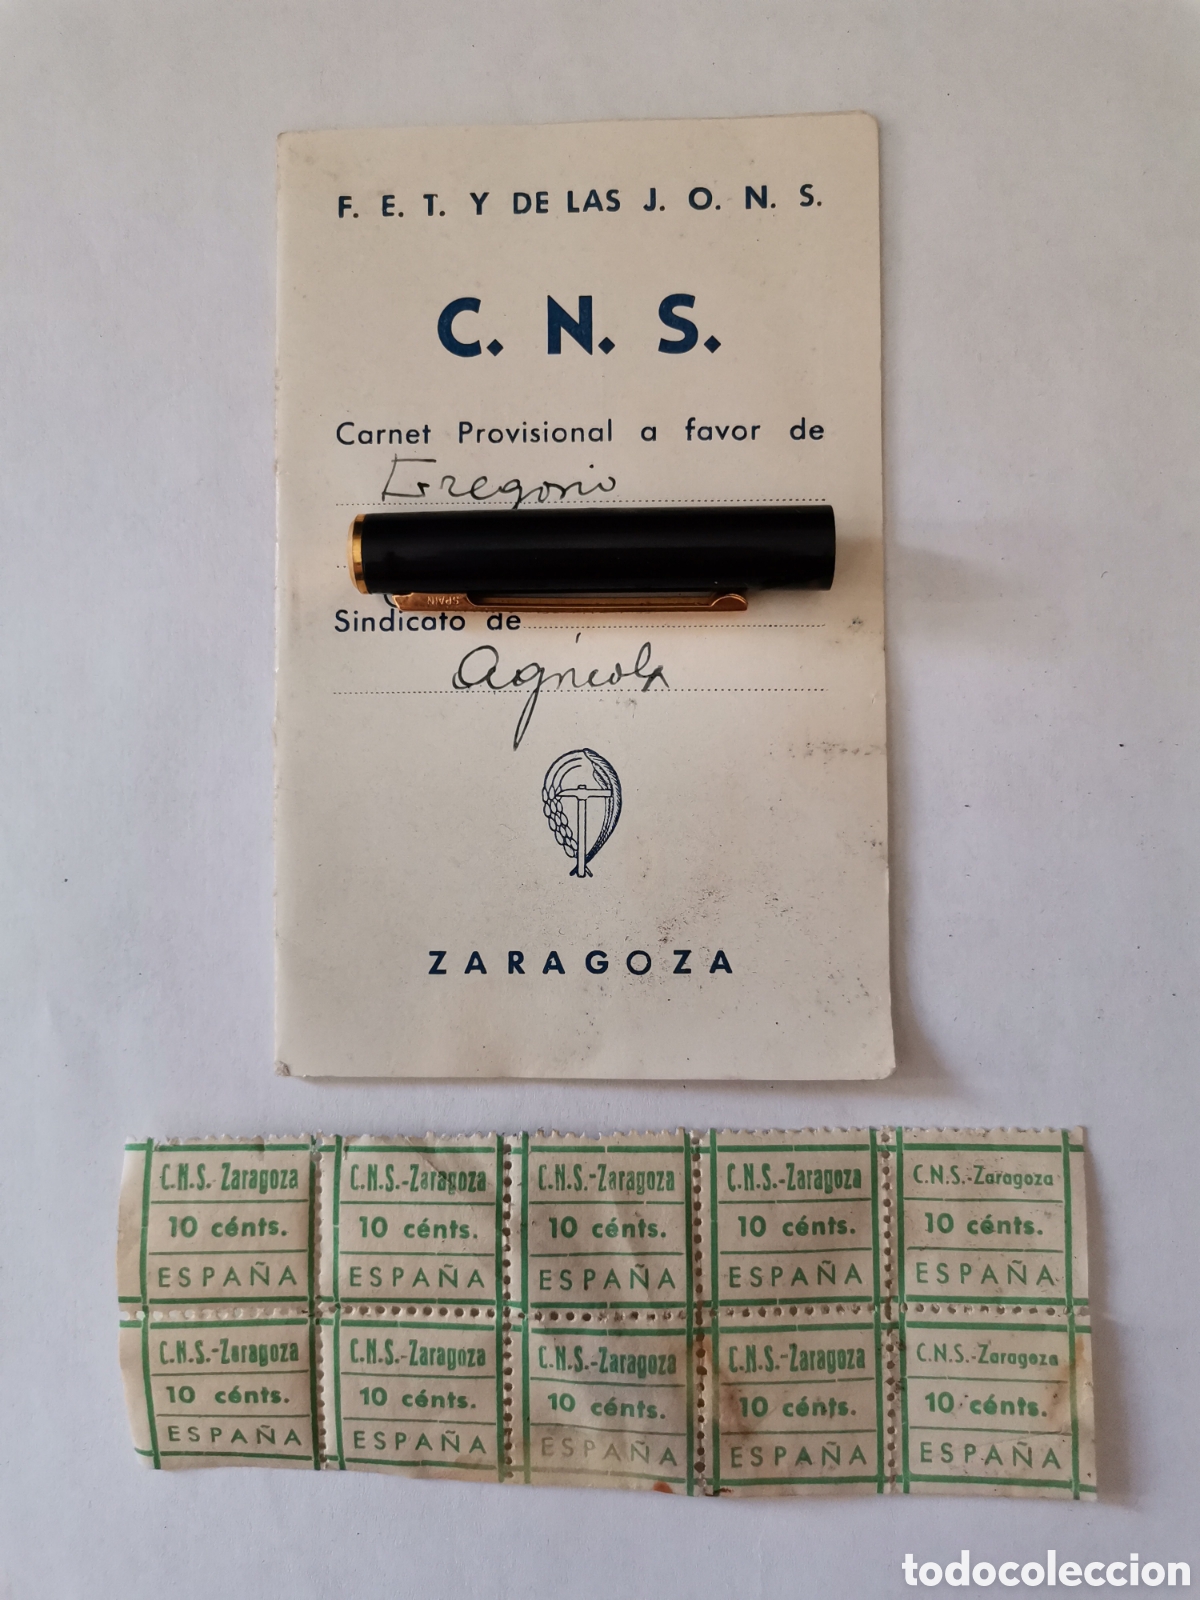 F. E. T. Y DE LAS J. O. N. S.
C. N. S.
Carnet Provisional a favor de
Gregorio
SPAIN
Sindicato de
Agrícola
ZARAGOZA
C.N.S. Zaragoza C.N.S.-Zaragoza C.N.S.-Zaragoza C.N.S.-Zaragoza C.N.S.-Zaragoza
10 cénts. 10 cénts. 10 cénts. 10 cénts. 10 cénts.
ESPAÑA ESPAÑA ESPAÑA ESPAÑA ESPAÑA
C.N.S.-Zaragoza C.N.S.-Zaragoza C.N.S.-Zaragoza C.N.S.-Zaragoza C.N.S.-Zaragoza
10 cénts. 10 cénts. 10 cénts. 10 cénts. 10 cénts.
ESPAÑA ESPAÑA ESPAÑA ESPAÑA ESPAÑA
todocoleccion